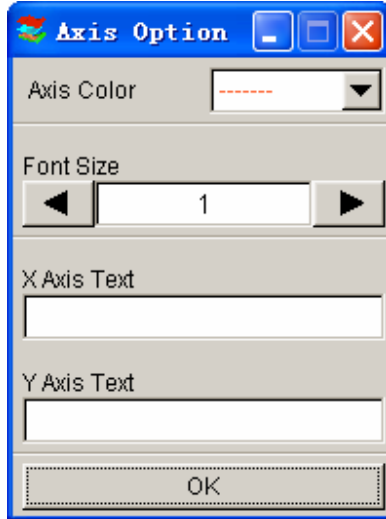 Axis Option
Axis Color
-------
Font Size
1
X Axis Text
Y Axis Text
OK